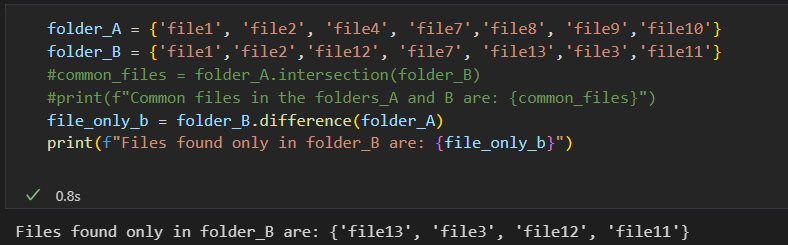 folder_A = {'file1', 'file2', 'file4', 'file7','file8', 'file9','file10'}
folder_B = {'file1','file2','file12', 'file7', 'file13','file3','file11'}
#common_files = folder_A.intersection(folder_B)
#print(f"Common files in the folders_A and B are: {common_files}")
file_only_b = folder_B.difference(folder_A)
print(f"Files found only in folder_B are: {file_only_b}")
0.8s
Files found only in folder_B are: {'file13', 'file3', 'file12', 'file11'}